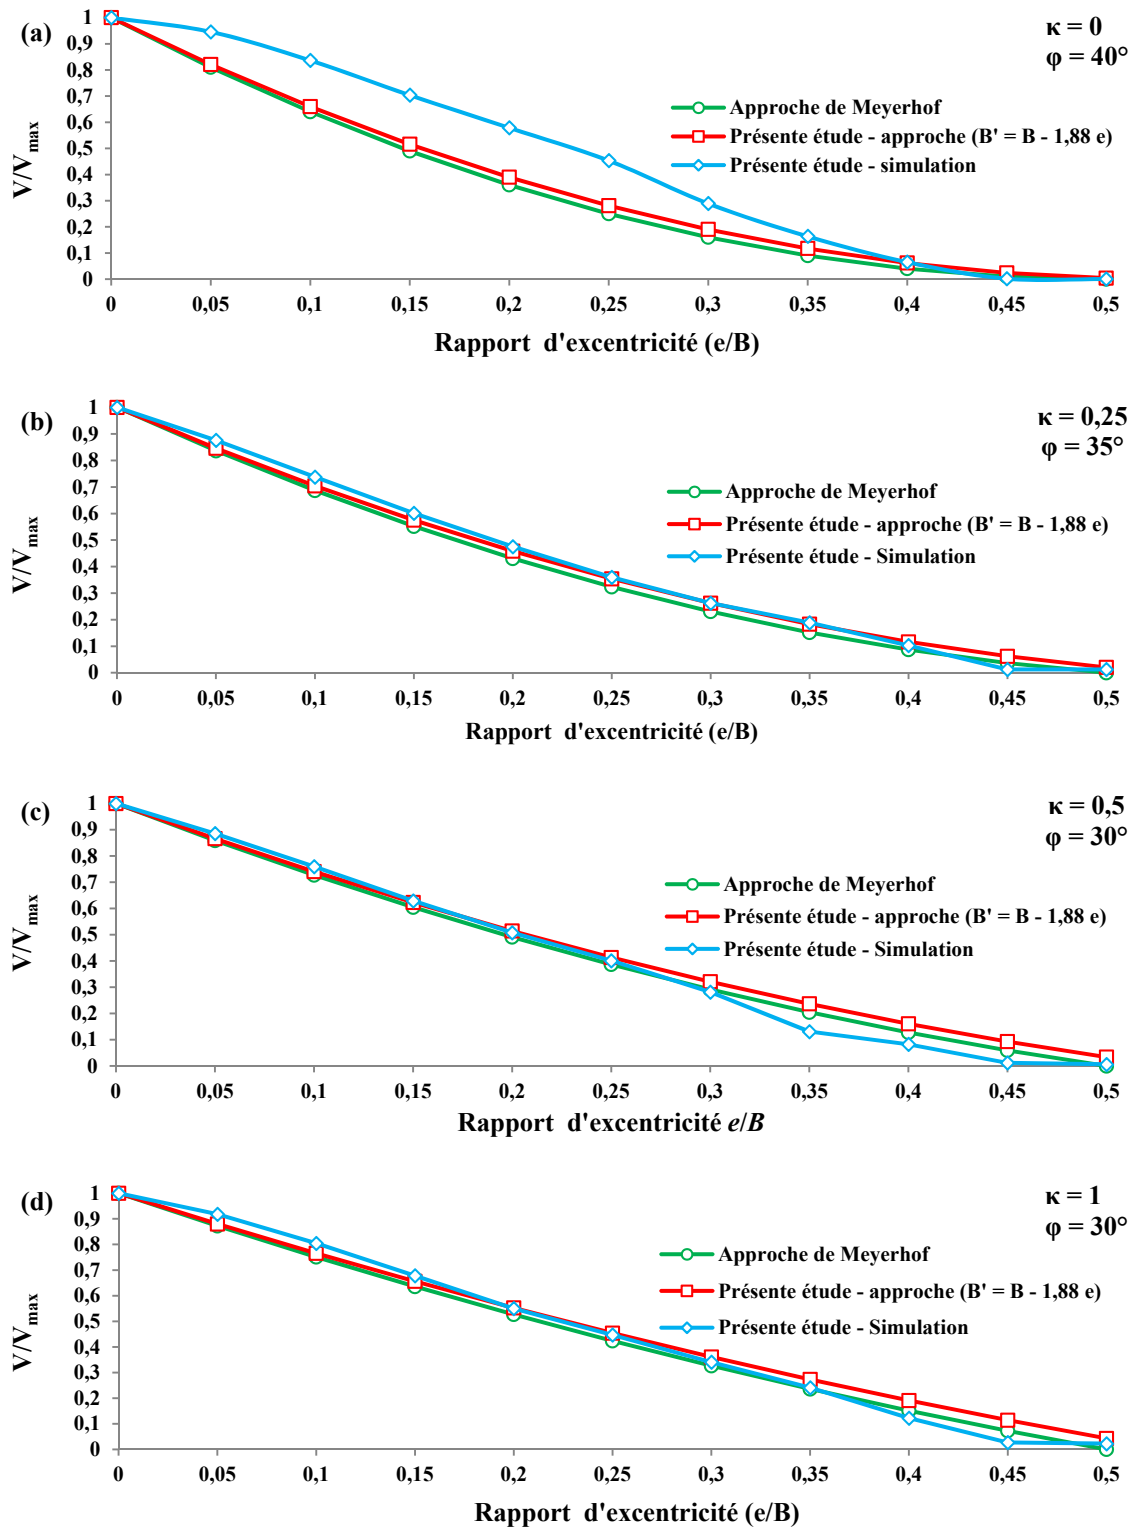 (a)
κ = 0
φ = 40°
1
0,9
0,8
0,7
0,6
0,5
0,4
0,3
0,2
0,1
0
V/Vmax
Approche de Meyerhof
Présente étude - approche (B' = B - 1,88 e)
Présente étude - simulation
0 0,05 0,1 0,15 0,2 0,25 0,3 0,35 0,4 0,45 0,5
Rapport d'excentricité (e/B)
(b)
κ = 0,25
φ = 35°
1
0,9
0,8
0,7
0,6
0,5
0,4
0,3
0,2
0,1
0
V/Vmax
Approche de Meyerhof
Présente étude - approche (B' = B - 1,88 e)
Présente étude - Simulation
0 0,05 0,1 0,15 0,2 0,25 0,3 0,35 0,4 0,45 0,5
Rapport d'excentricité (e/B)
(c)
κ = 0,5
φ = 30°
1
0,9
0,8
0,7
0,6
0,5
0,4
0,3
0,2
0,1
0
V/Vmax
Approche de Meyerhof
Présente étude - approche (B' = B - 1,88 e)
Présente étude - Simulation
0 0,05 0,1 0,15 0,2 0,25 0,3 0,35 0,4 0,45 0,5
Rapport d'excentricité e/B
(d)
κ = 1
φ = 30°
1
0,9
0,8
0,7
0,6
0,5
0,4
0,3
0,2
0,1
0
V/Vmax
Approche de Meyerhof
Présente étude - approche (B' = B - 1,88 e)
Présente étude - Simulation
0 0,05 0,1 0,15 0,2 0,25 0,3 0,35 0,4 0,45 0,5
Rapport d'excentricité (e/B)